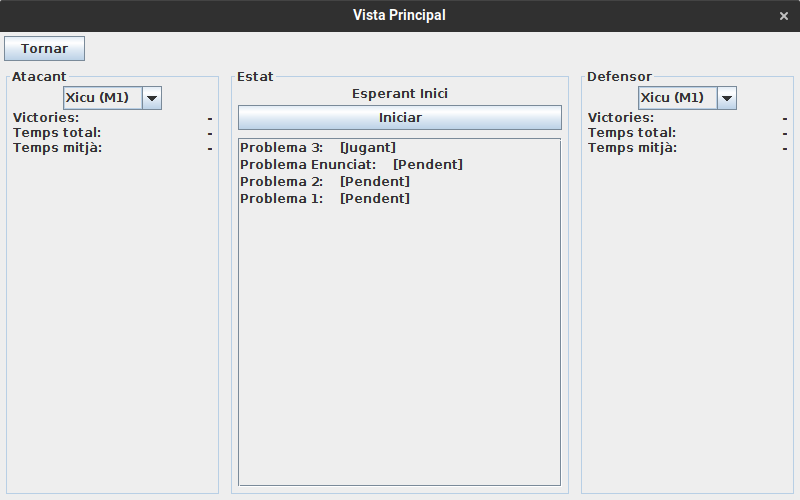 Vista Principal
Tornar
Atacant
Xicu (M1)
Victories: -
Temps total: -
Temps mitjà: -
Estat
Esperant Inici
Iniciar
Problema 3: [Jugant]
Problema Enunciat: [Pendent]
Problema 2: [Pendent]
Problema 1: [Pendent]
Defensor
Xicu (M1)
Victories: -
Temps total: -
Temps mitjà: -